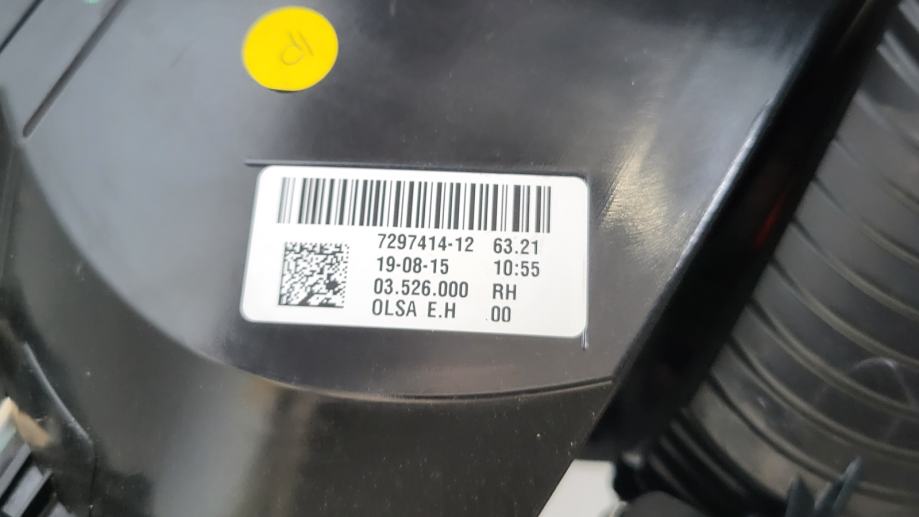 7297414-12 63.21
19-08-15 10:55
03.526.000 RH
OLSA E.H .00